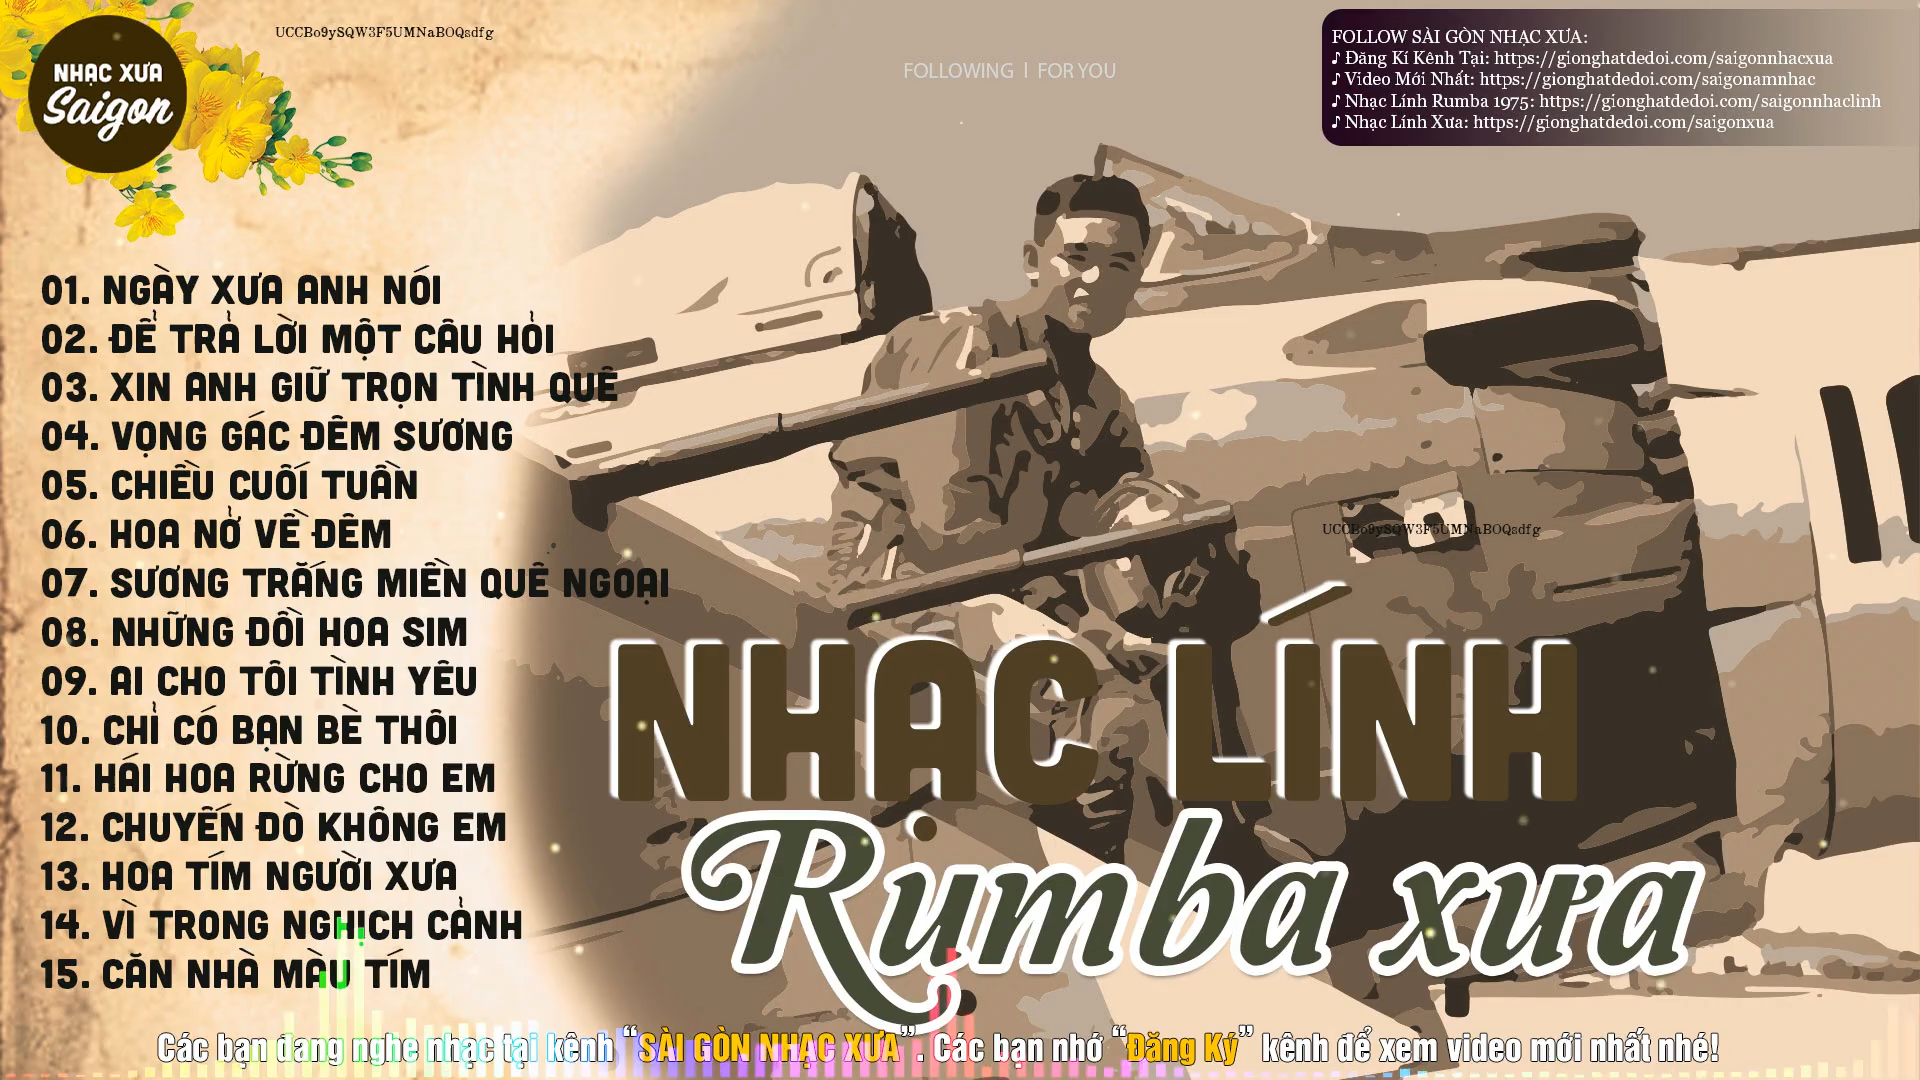 NHẠC XƯA
Saigon
UCCBo9ySQW3F5UMNaBOQsdfg
FOLLOWING | FOR YOU
FOLLOW SÀI GÒN NHẠC XƯA:
♪ Đăng Kí Kênh Tại: https://gionghatdedoi.com/saigonnhacxua
♪ Video Mới Nhất: https://gionghatdedoi.com/saigonamnhac
♪ Nhạc Lính Rumba 1975: https://gionghatdedoi.com/saigonnhaclinh
♪ Nhạc Lính Xưa: https://gionghatdedoi.com/saigonxua
01. NGÀY XƯA ANH NÓI
02. ĐỂ TRẢ LỜI MỘT CÂU HỎI
03. XIN ANH GIỮ TRỌN TÌNH QUÊ
04. VỌNG GÁC ĐÊM SƯƠNG
05. CHIỀU CUỐI TUẦN
06. HOA NỞ VỀ ĐÊM
07. SƯƠNG TRẮNG MIỀN QUÊ NGOẠI
08. NHỮNG ĐỒI HOA SIM
09. AI CHO TÔI TÌNH YÊU
10. CHỈ CÓ BẠN BÈ THÔI
11. HÁI HOA RỪNG CHO EM
12. CHUYẾN ĐÒ KHÔNG EM
13. HOA TÍM NGƯỜI XƯA
14. VÌ TRONG NGHỊCH CẢNH
15. CĂN NHÀ MÀU TÍM
UCCBo9ySQW3F5UMNaBOQsdfg
NHẠC LÍNH
Rumba xưa
Các bạn đang nghe nhạc tại kênh “SÀI GÒN NHẠC XƯA”. Các bạn nhớ “Đăng Ký” kênh để xem video mới nhất nhé!